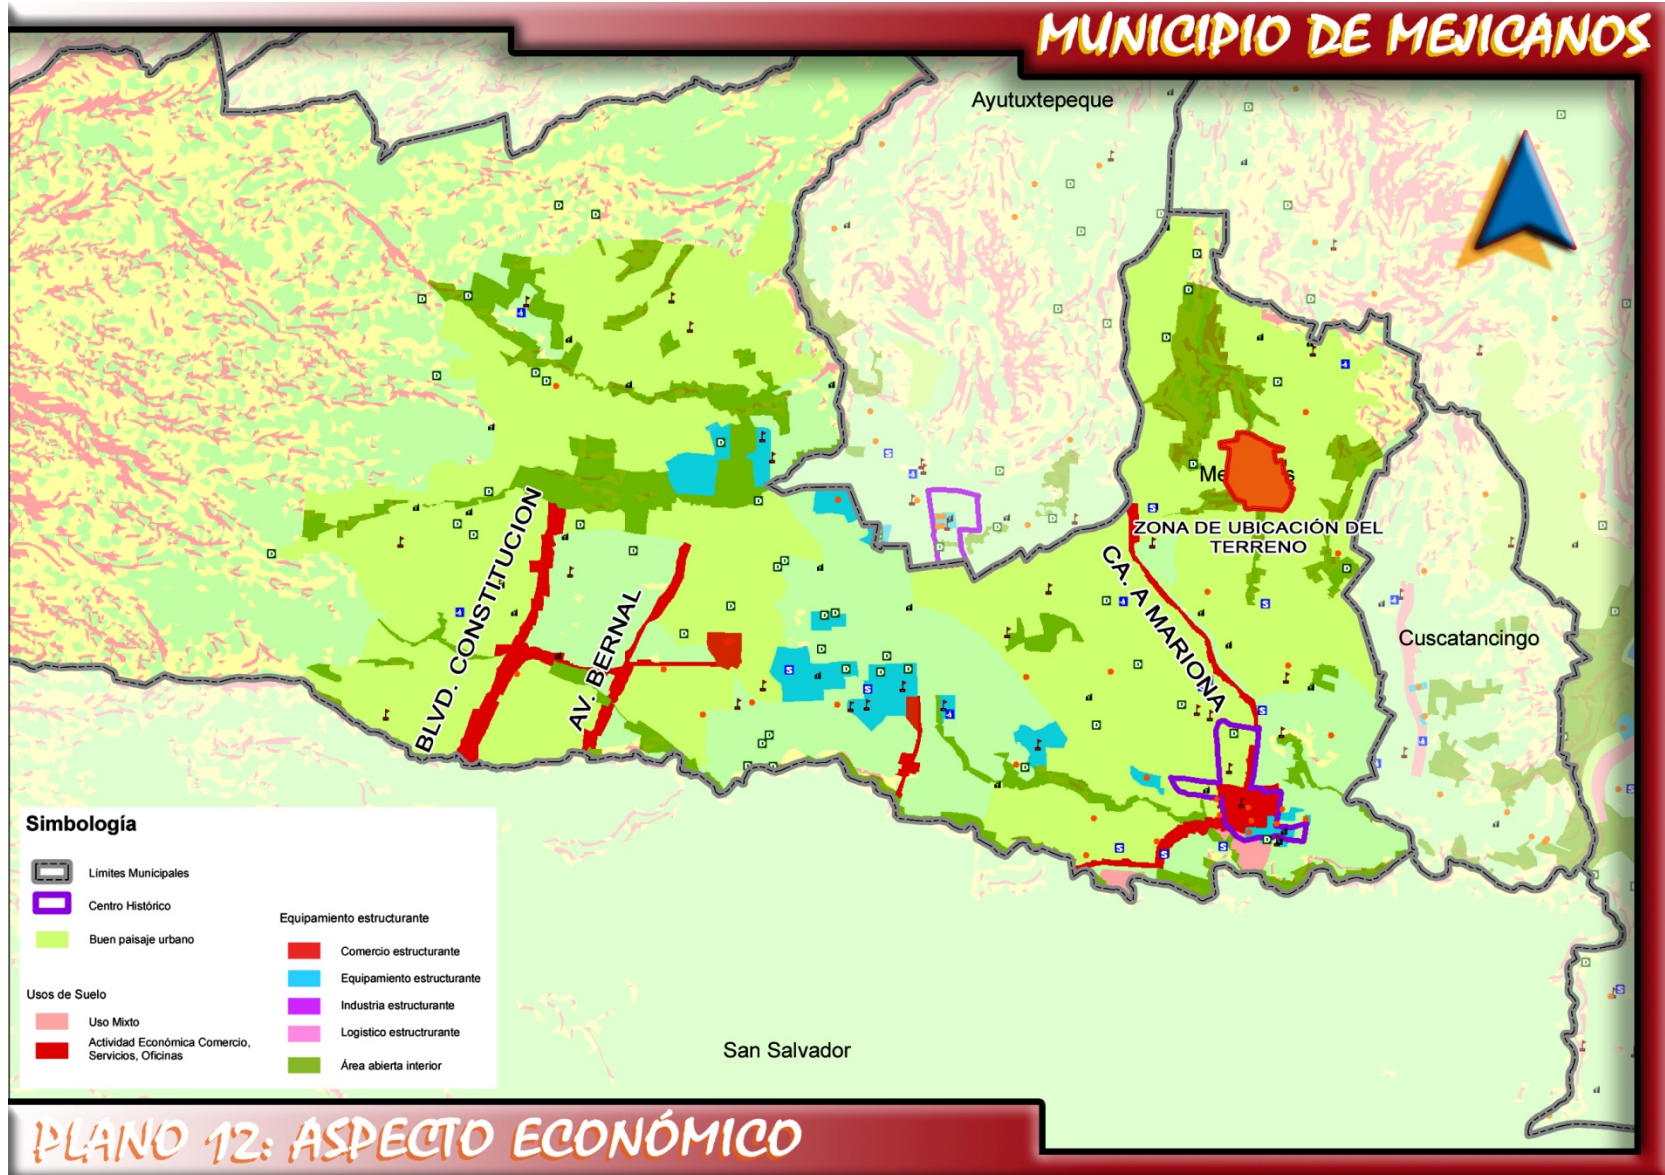 MUNICIPIO DE MEJICANOS
Ayutuxtepeque
ZONA DE UBICACIÓN DEL
TERRENO
BLVD. CONSTITUCION
AV. BERNAL
CA. A MARIONA
Cuscatancingo
San Salvador
Simbología
Límites Municipales
Centro Histórico
Buen paisaje urbano
Usos de Suelo
Uso Mixto
Actividad Económica Comercio,
Servicios, Oficinas
Equipamiento estructurante
Comercio estructurante
Equipamiento estructurante
Industria estructurante
Logistico estructrurante
Área abierta interior
PLANO 12: ASPECTO ECONÓMICO